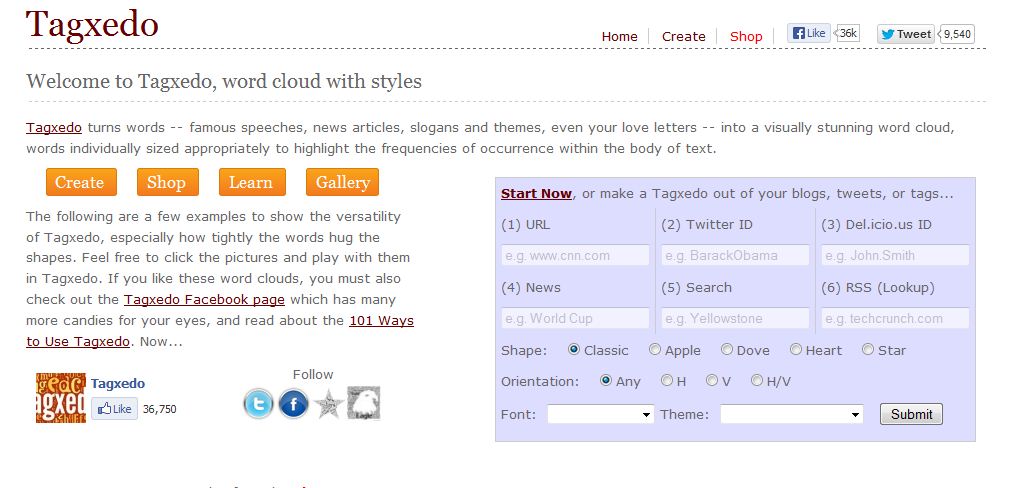 Tagxedo
Home Create Shop Like 36k Tweet 9,540
Welcome to Tagxedo, word cloud with styles
Tagxedo turns words -- famous speeches, news articles, slogans and themes, even your love letters -- into a visually stunning word cloud,
words individually sized appropriately to highlight the frequencies of occurrence within the body of text.
Create Shop Learn Gallery
The following are a few examples to show the versatility
of Tagxedo, especially how tightly the words hug the
shapes. Feel free to click the pictures and play with them
in Tagxedo. If you like these word clouds, you must also
check out the Tagxedo Facebook page which has many
more candies for your eyes, and read about the 101 Ways
to Use Tagxedo. Now...
Tagxedo
Like 36,750
Follow
Start Now, or make a Tagxedo out of your blogs, tweets, or tags...
(1) URL (2) Twitter ID (3) Del.icio.us ID
e.g. www.cnn.com e.g. BarackObama e.g. John.Smith
(4) News (5) Search (6) RSS (Lookup)
e.g. World Cup e.g. Yellowstone e.g. techcrunch.com
Shape: Classic Apple Dove Heart Star
Orientation: Any H V H/V
Font: Theme: Submit